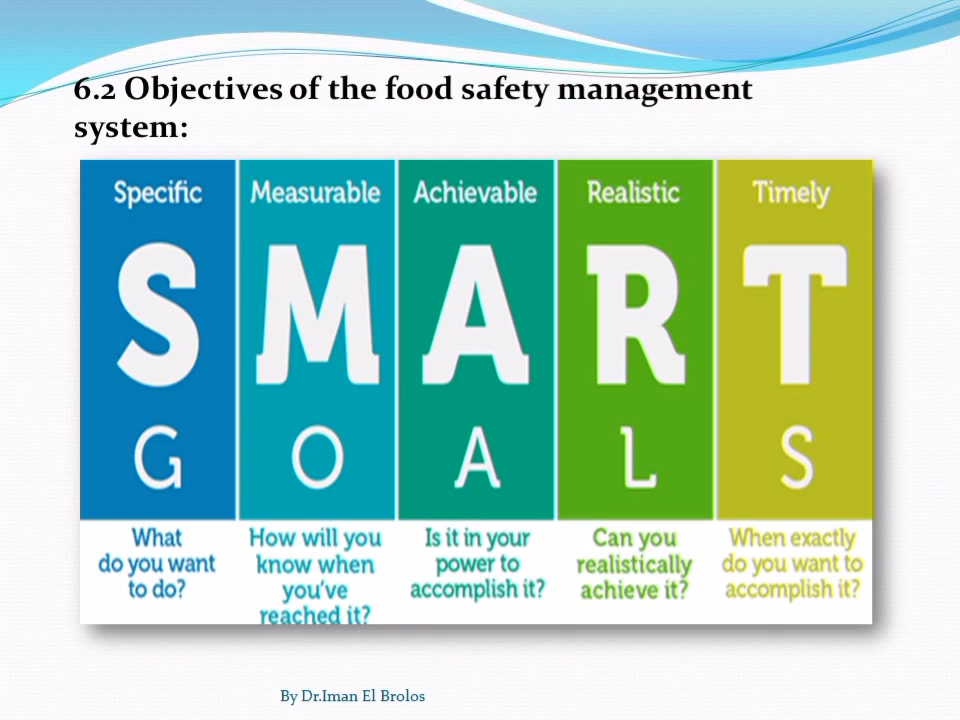 6.2 Objectives of the food safety management
system:
Specific
Measurable
Achievable
Realistic
Timely
S
M
A
R
T
G
O
A
L
S
What
do you want
to do?
How will you
know when
you've
reached it?
Is it in your
power to
accomplish it?
Can you
realistically
achieve it?
When exactly
do you want to
accomplish it?
By Dr.Iman El Brolos